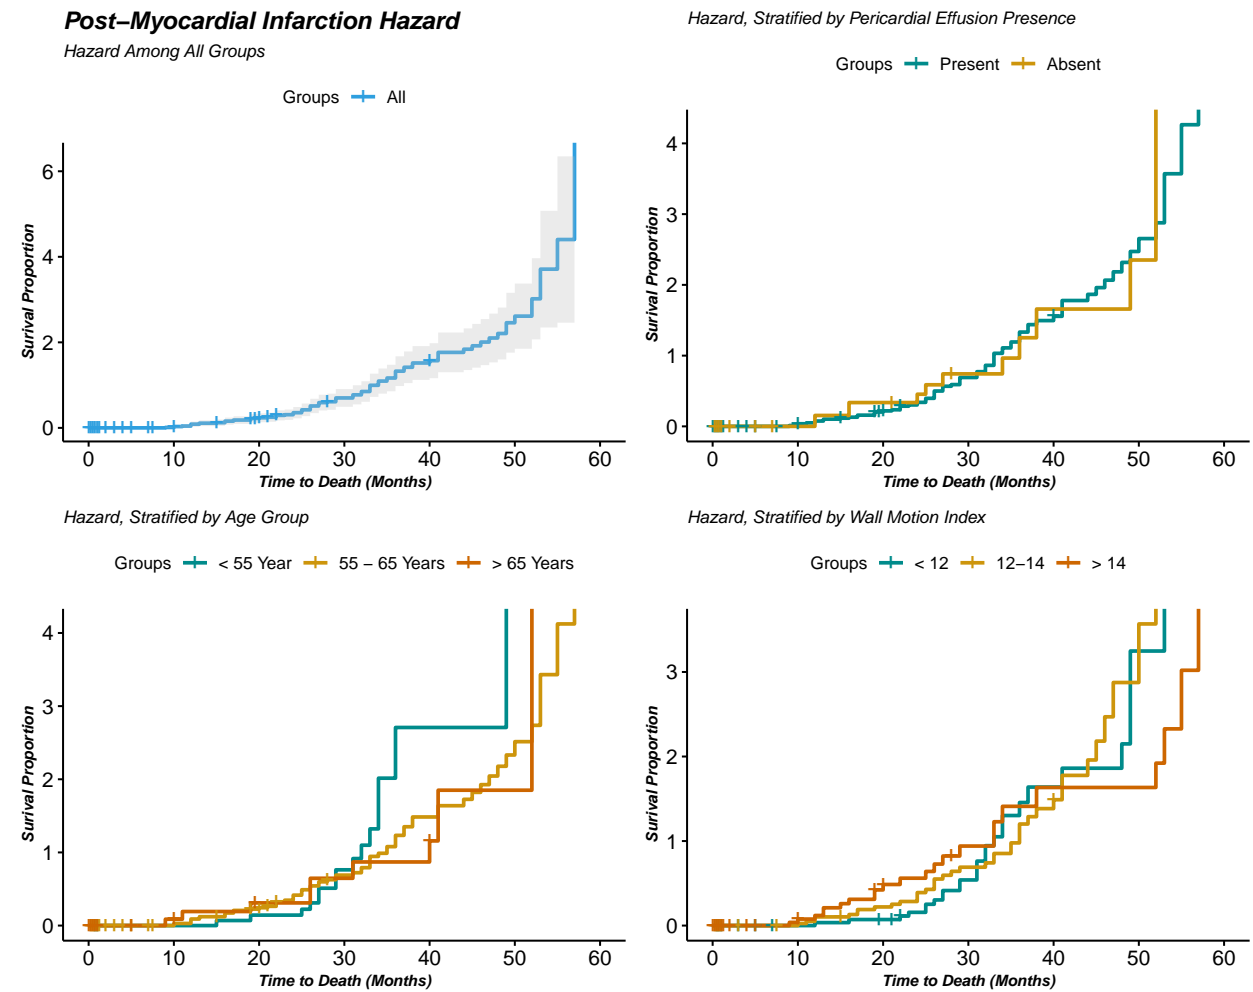 Post–Myocardial Infarction Hazard
Hazard Among All Groups
Groups All
6
4
2
0
Surival Proportion
0 10 20 30 40 50 60
Time to Death (Months)
Hazard, Stratified by Pericardial Effusion Presence
Groups Present Absent
4
3
2
1
0
Surival Proportion
0 10 20 30 40 50 60
Time to Death (Months)
Hazard, Stratified by Age Group
Groups < 55 Year 55 – 65 Years > 65 Years
4
3
2
1
0
Surival Proportion
0 10 20 30 40 50 60
Time to Death (Months)
Hazard, Stratified by Wall Motion Index
Groups < 12 12–14 > 14
3
2
1
0
Surival Proportion
0 10 20 30 40 50 60
Time to Death (Months)